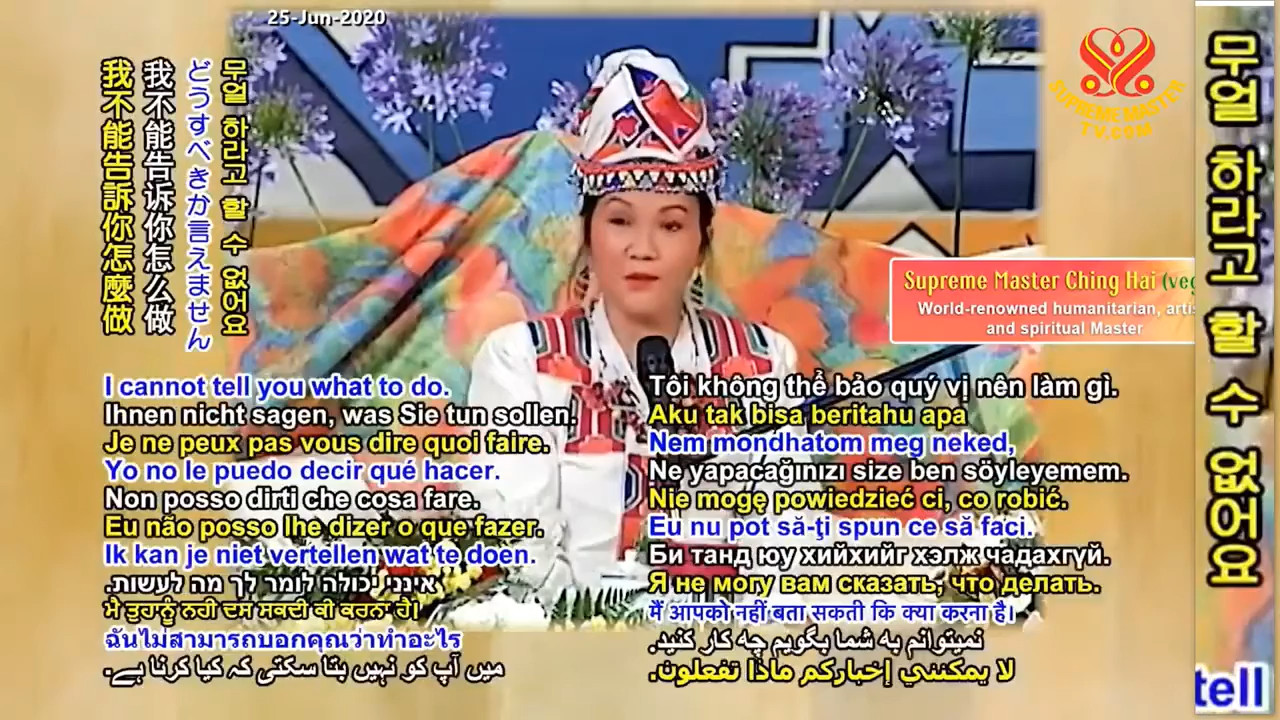 25-Jun-2020
SUPREME MASTER
TV.COM
무얼 하라고 할 수 없어요
どうすべきか言えません
我不能告诉你怎么做
我不能告訴你怎麼做
Supreme Master Ching Hai (veg
World-renowned humanitarian, artis
and spiritual Master
I cannot tell you what to do.
Ihnen nicht sagen, was Sie tun sollen.
Je ne peux pas vous dire quoi faire.
Yo no le puedo decir qué hacer.
Non posso dirti che cosa fare.
Eu não posso lhe dizer o que fazer.
Ik kan je niet vertellen wat te doen.
אינני יכולה לומר לך מה לעשות.
ਮੈਂ ਤੁਹਾਨੂੰ ਨਹੀਂ ਦਸ ਸਕਦੀ ਕੀ ਕਰਨਾ ਹੈ।
ฉันไม่สามารถบอกคุณว่าทำอะไร
میں آپ کو نہیں بتا سکتی کہ کیا کرنا ہے.
Tôi không thể bảo quý vị nên làm gì.
Aku tak bisa beritahu apa
Nem mondhatom meg neked,
Ne yapacağınızı size ben söyleyemem.
Nie mogę powiedzieć ci, co robić.
Eu nu pot să-ţi spun ce să faci.
Би танд юу хийхийг хэлж чадахгүй.
Я не могу вам сказать, что делать.
मैं आपको नहीं बता सकती कि क्या करना है।
نمیتوانم به شما بگویم چه کار کنید.
لا يمكنني إخباركم ماذا تفعلون.
무얼 하라고 할 수 없어요
tell